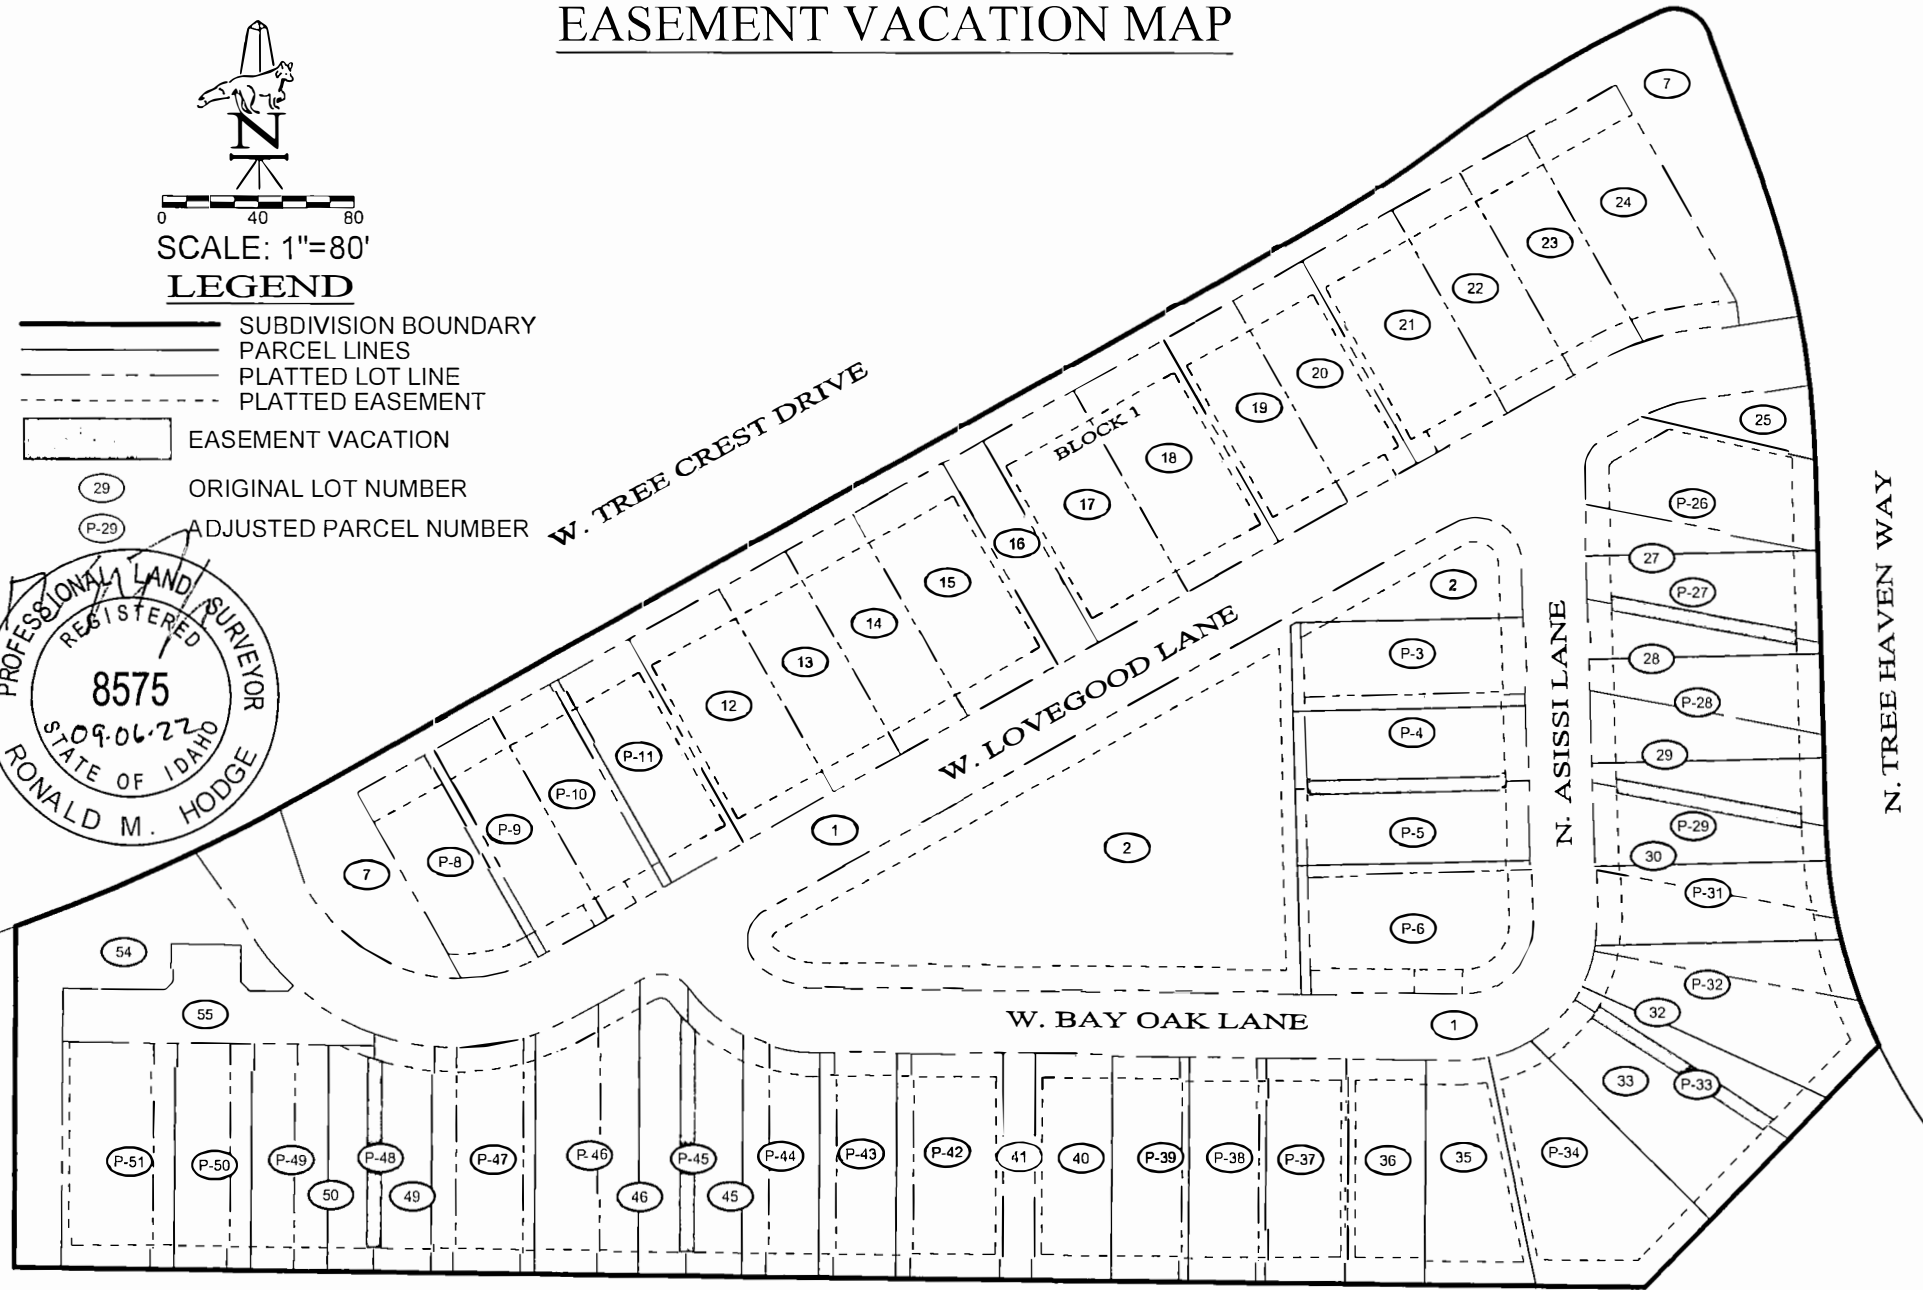 EASEMENT VACATION MAP
N
0 40 80
SCALE: 1"=80'
LEGEND
SUBDIVISION BOUNDARY
PARCEL LINES
PLATTED LOT LINE
PLATTED EASEMENT
EASEMENT VACATION
29 ORIGINAL LOT NUMBER
P-29 ADJUSTED PARCEL NUMBER
PROFESSIONAL LAND SURVEYOR
REGISTERED
8575
09.06.22
STATE OF IDAHO
RONALD M. HODGE
W. TREE CREST DRIVE
BLOCK 1
W. LOVEGOOD LANE
N. ASISSI LANE
N. TREE HAVEN WAY
W. BAY OAK LANE
7
24
23
22
21
20
19
18
17
16
15
14
13
12
P-11
P-10
P-9
P-8
7
1
2
2
P-3
P-4
P-5
P-6
1
25
P-26
27
P-27
28
P-28
29
P-29
30
P-31
P-32
32
33
P-33
P-34
54
55
P-51
P-50
P-49
50
P-48
49
P-47
P-46
46
P-45
45
P-44
P-43
P-42
41
40
P-39
P-38
P-37
36
35